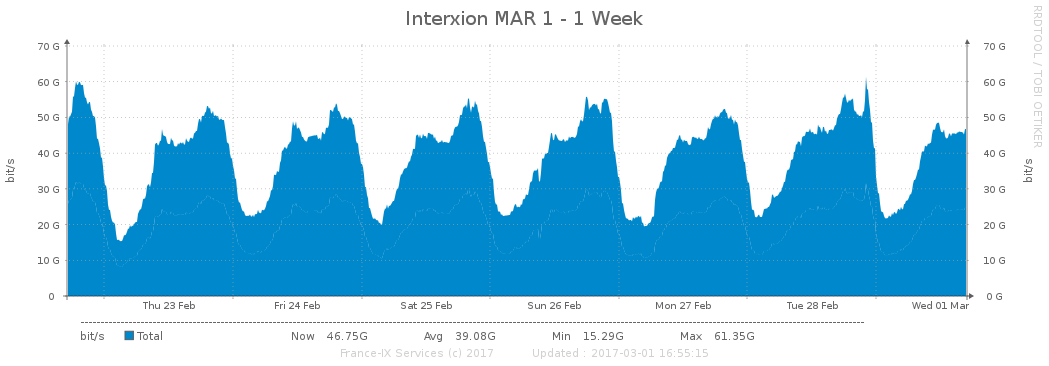 Interxion MAR 1 - 1 Week
RRDTOOL / TOBI OETIKER
70 G 70 G
60 G 60 G
50 G 50 G
40 G 40 G
30 G 30 G
20 G 20 G
10 G 10 G
0 0 G
bit/s bit/s
Thu 23 Feb Fri 24 Feb Sat 25 Feb Sun 26 Feb Mon 27 Feb Tue 28 Feb Wed 01 Mar
bit/s Total Now 46.75G Avg 39.08G Min 15.29G Max 61.35G
France-IX Services (c) 2017 Updated : 2017-03-01 16:55:15